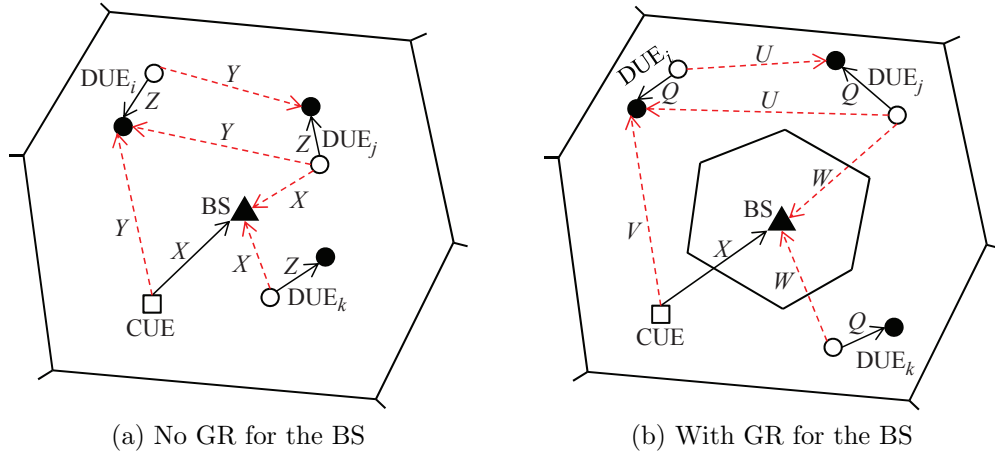 DUE_i
Y
Z
Y
Z
DUE_j
X
BS
Y
X
X
Z
DUE_k
CUE
(a) No GR for the BS
DUE_i
U
Q
Q
DUE_j
U
W
BS
V
X
W
Q
CUE
DUE_k
(b) With GR for the BS